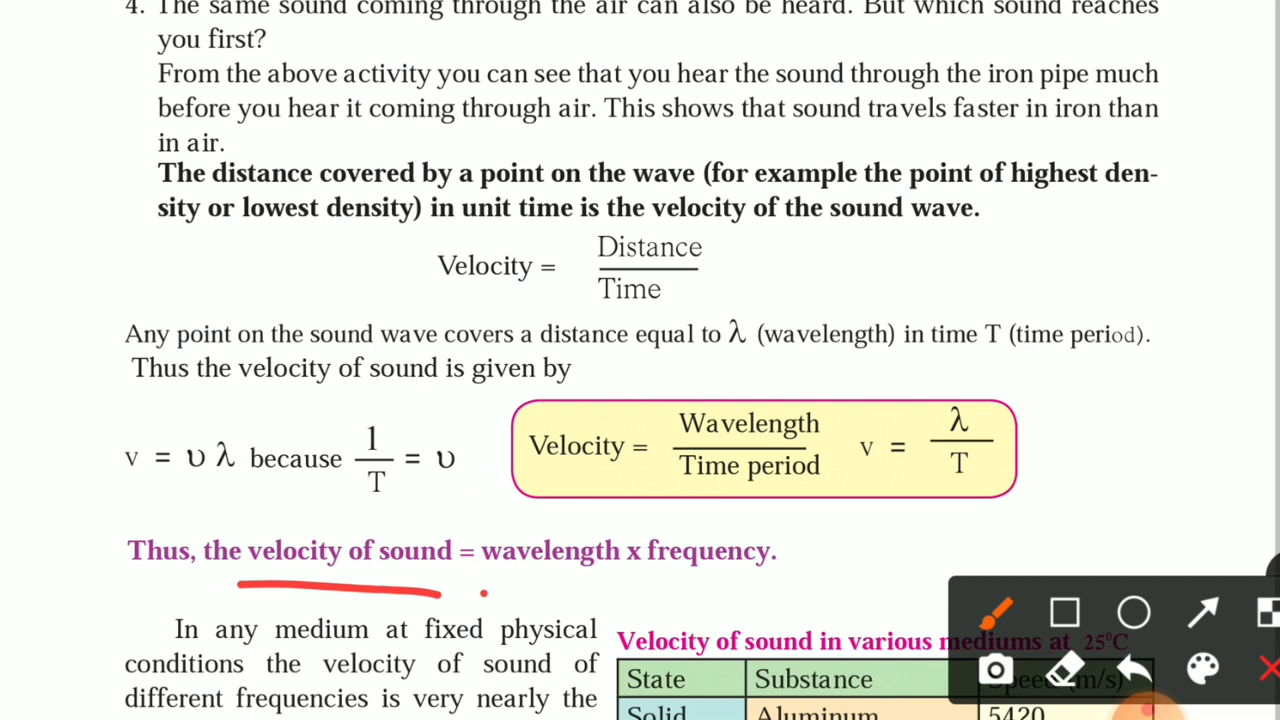 4. The same sound coming through the air can also be heard. But which sound reaches
you first?
From the above activity you can see that you hear the sound through the iron pipe much
before you hear it coming through air. This shows that sound travels faster in iron than
in air.
The distance covered by a point on the wave (for example the point of highest den-
sity or lowest density) in unit time is the velocity of the sound wave.
Velocity = Distance / Time
Any point on the sound wave covers a distance equal to λ (wavelength) in time T (time period).
Thus the velocity of sound is given by
v = υ λ because 1 / T = υ
Velocity = Wavelength / Time period v = λ / T
Thus, the velocity of sound = wavelength x frequency.
In any medium at fixed physical
conditions the velocity of sound of
different frequencies is very nearly the
Velocity of sound in various mediums at 25⁰C
State Substance Speed (m/s)
Solid Aluminum 5420